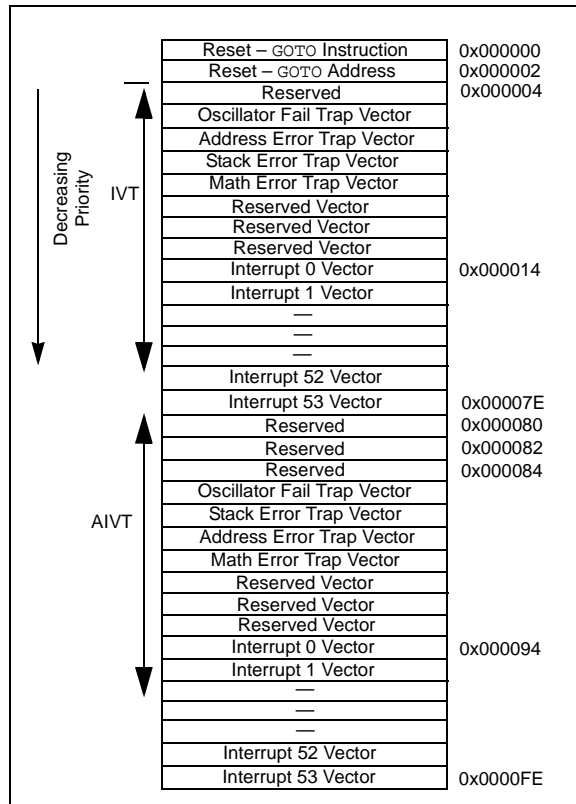 Reset – GOTO Instruction 0x000000
Reset – GOTO Address 0x000002
Reserved 0x000004
Oscillator Fail Trap Vector
Address Error Trap Vector
Stack Error Trap Vector
Math Error Trap Vector
Reserved Vector
Reserved Vector
Reserved Vector
Interrupt 0 Vector 0x000014
Interrupt 1 Vector
—
—
—
Interrupt 52 Vector
Interrupt 53 Vector 0x00007E
Decreasing
Priority
IVT
Reserved 0x000080
Reserved 0x000082
Reserved 0x000084
Oscillator Fail Trap Vector
Stack Error Trap Vector
Address Error Trap Vector
Math Error Trap Vector
Reserved Vector
Reserved Vector
Reserved Vector
Interrupt 0 Vector 0x000094
Interrupt 1 Vector
—
—
—
Interrupt 52 Vector
Interrupt 53 Vector 0x0000FE
AIVT